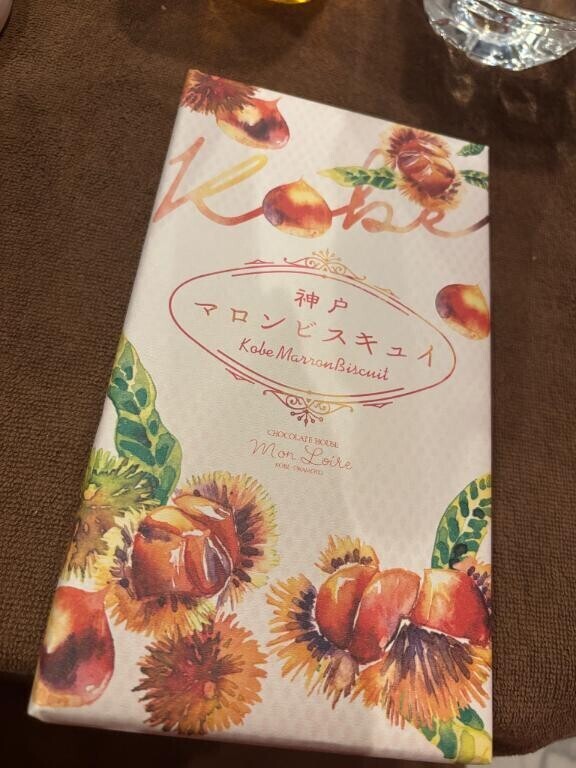 Kobe
神戸
マロンビスキュイ
Kobe Marron Biscuit
CHOCOLATE HOUSE
Mon Loire
KOBE OKAMOTO